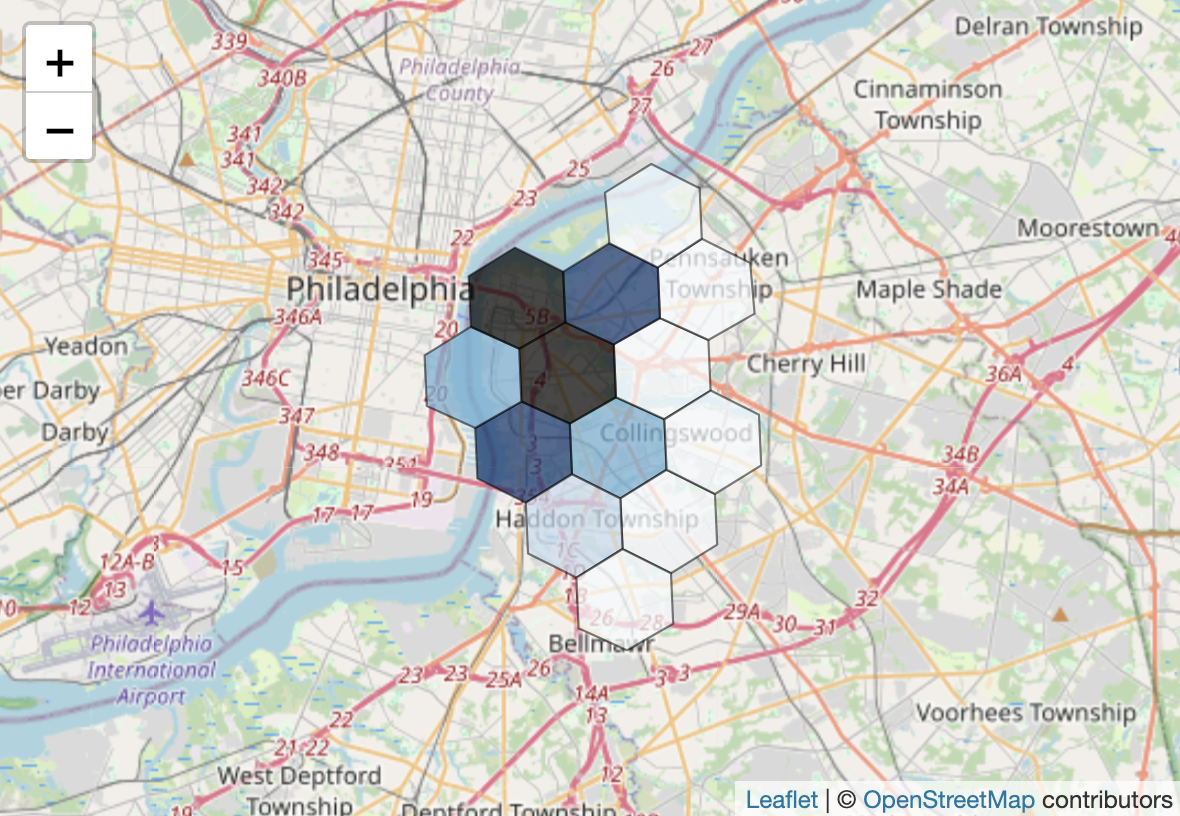 Delran Township
339
27
26
Philadelphia
County
340B
Cinnaminson
Township
27
+
−
341
341
25
342
23
342
22
Moorestown
345
Pennsauken
Township
Philadelphia
Maple Shade
5B
346A
20
Yeadon
Cherry Hill
4
36A
346C
4
20
Darby
347
Collingswood
3
348
351
3
34B
34A
19
17
17
Haddon Township
1C
12A-B
15
13
12
10
26
28
29A
30
31
32
Philadelphia
International
Airport
Bellmawr
23
23
25A
26
3
3
14A
13
22
Voorhees Township
21
22
West Deptford
Township
12
19
Deptford Township
Leaflet | © OpenStreetMap contributors